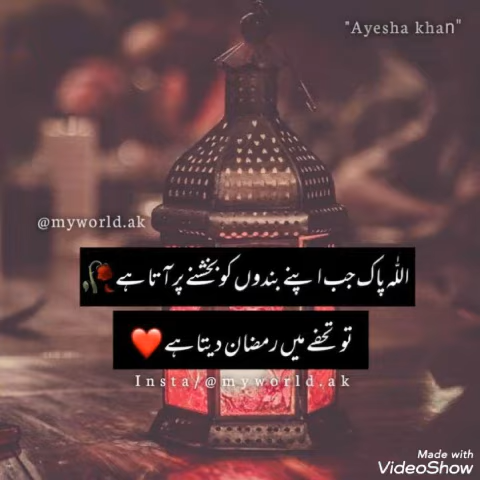 "Ayesha khan"
@myworld.ak
اللہ پاک جب اپنے بندوں کو بخشنے پر آتا ہے🥀
تو تحفے میں رمضان دیتا ہے ❤️
Insta/@myworld.ak
Made with
VideoShow